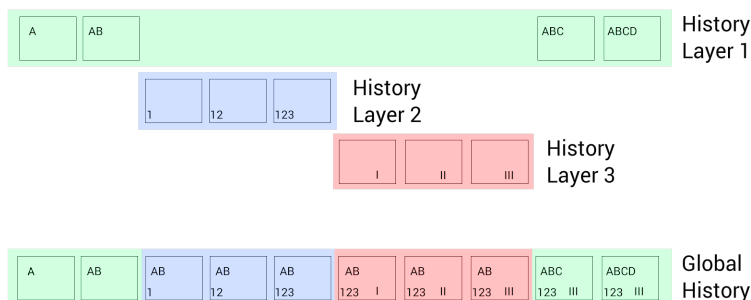 A AB ABC ABCD
History
Layer 1
1 12 123
History
Layer 2
I II III
History
Layer 3
A AB AB AB AB AB AB AB ABC ABCD
1 12 123 123 I 123 II 123 III 123 III 123 III
Global
History